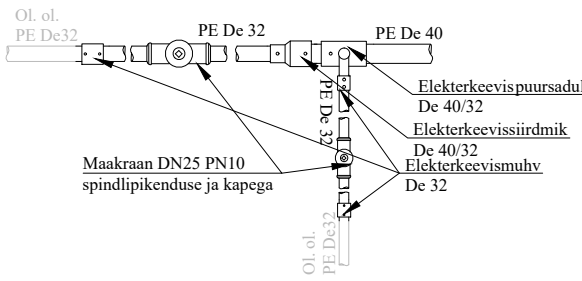 Ol. ol.
PE De32
PE De 32
PE De 40
Elekterkeevispuursadul
De 40/32
PE De 32
Elekterkeevissiirdmik
De 40/32
Maakraan DN25 PN10
spindlipikenduse ja kapega
Elekterkeevismuhv
De 32
Ol. ol.
PE De32